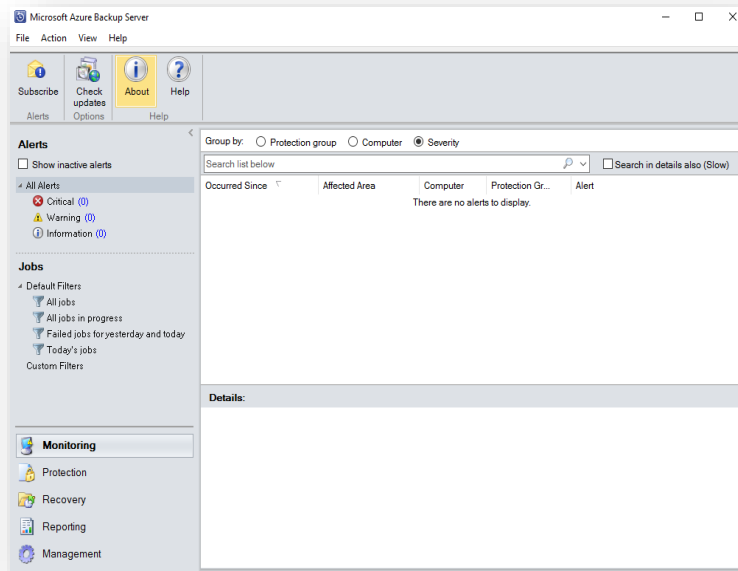 Microsoft Azure Backup Server
File Action View Help
Subscribe Check updates About Help
Alerts Options Help
Alerts
Show inactive alerts
All Alerts
Critical (0)
Warning (0)
Information (0)
Jobs
Default Filters
All jobs
All jobs in progress
Failed jobs for yesterday and today
Today's jobs
Custom Filters
Monitoring
Protection
Recovery
Reporting
Management
Group by: Protection group Computer Severity
Search list below Search in details also (Slow)
Occurred Since Affected Area Computer Protection Gr... Alert
There are no alerts to display.
Details: